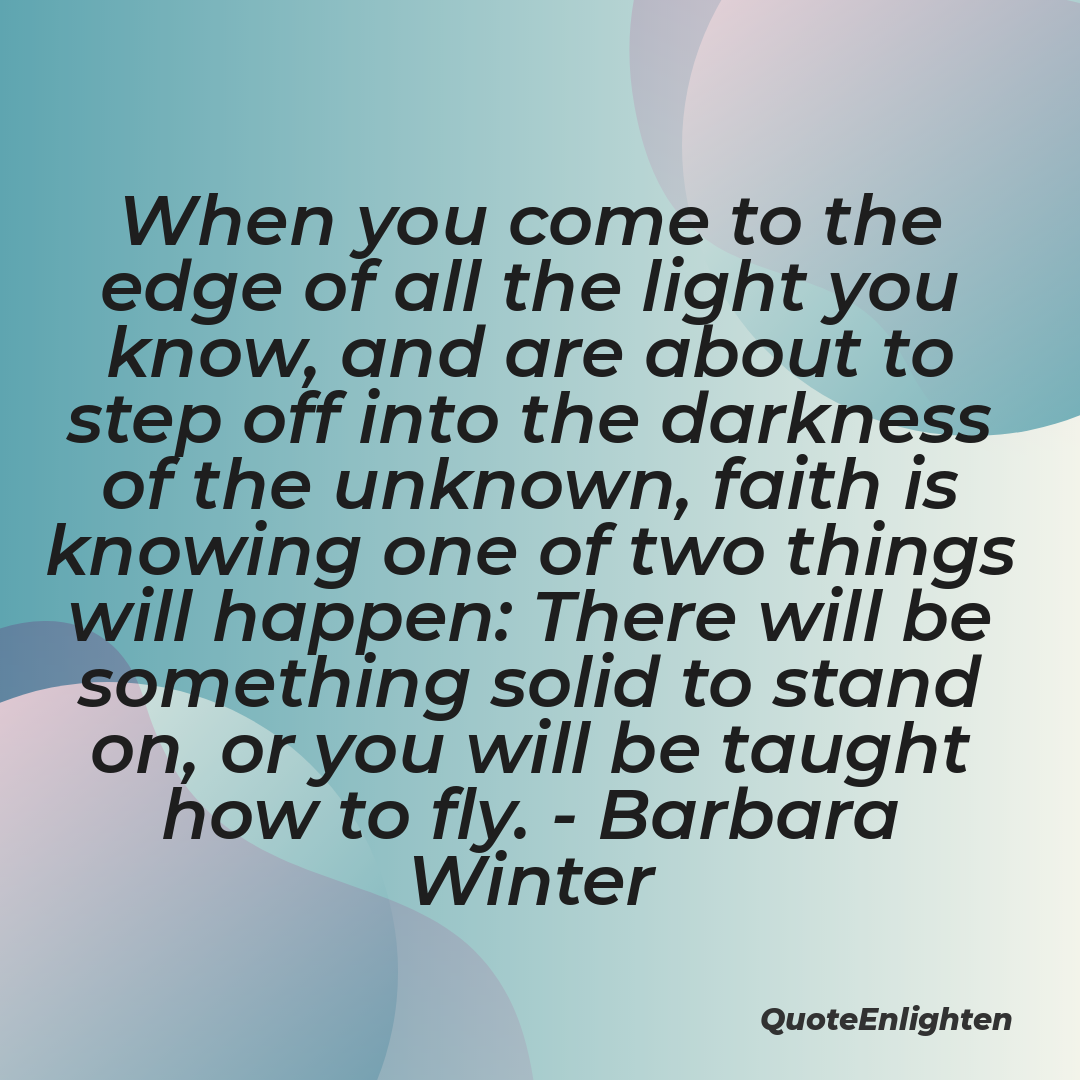 When you come to the
edge of all the light you
know, and are about to
step off into the darkness
of the unknown, faith is
knowing one of two things
will happen: There will be
something solid to stand
on, or you will be taught
how to fly. - Barbara
Winter
QuoteEnlighten